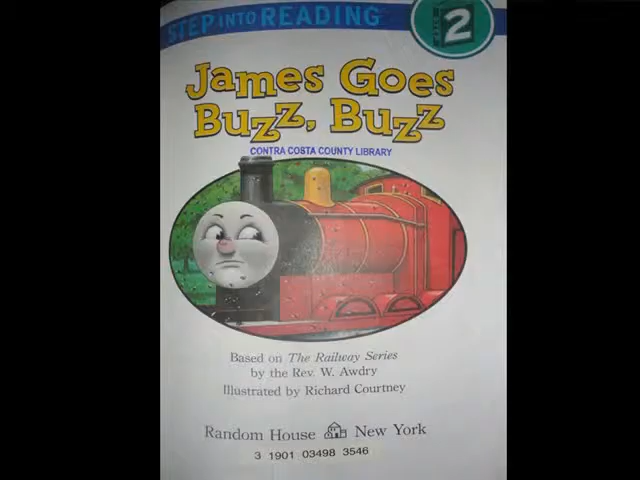 STEP INTO READING
2
James Goes
Buzz, Buzz
CONTRA COSTA COUNTY LIBRARY
Based on The Railway Series
by the Rev. W. Awdry
Illustrated by Richard Courtney
Random House New York
3 1901 03498 3546